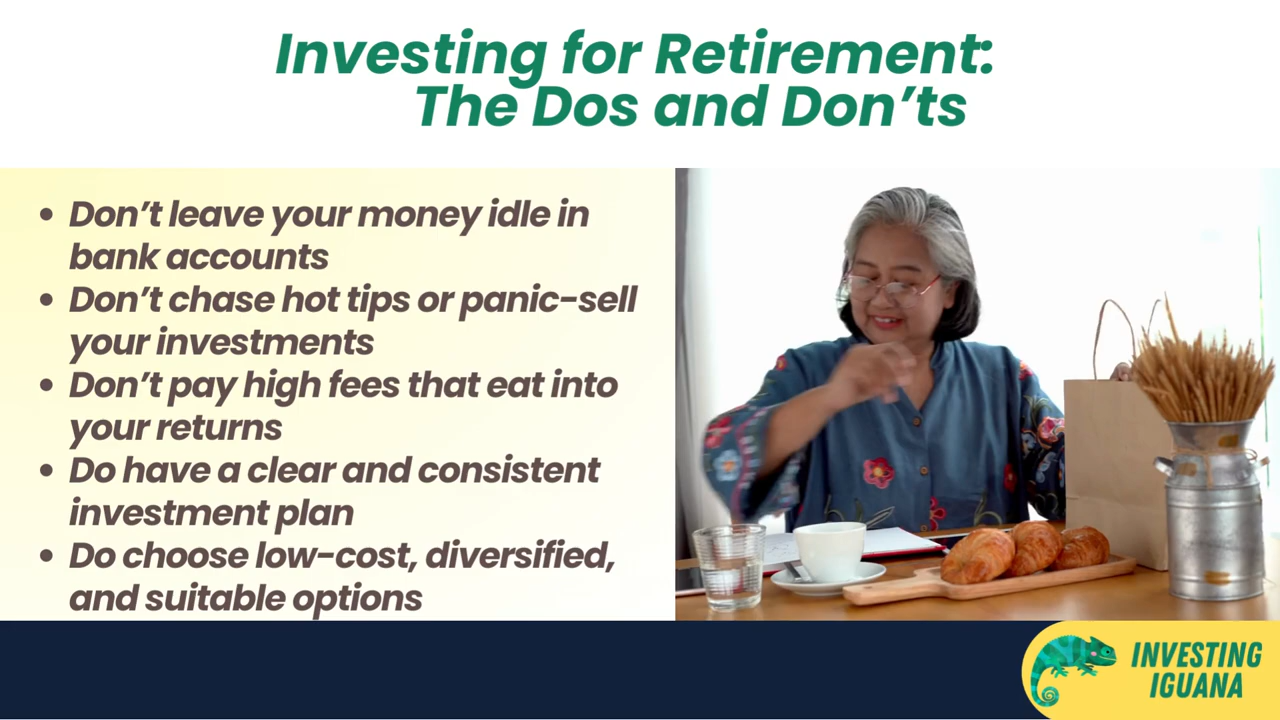 Investing for Retirement:
The Dos and Don’ts
• Don’t leave your money idle in
bank accounts
• Don’t chase hot tips or panic-sell
your investments
• Don’t pay high fees that eat into
your returns
• Do have a clear and consistent
investment plan
• Do choose low-cost, diversified,
and suitable options
INVESTING
IGUANA